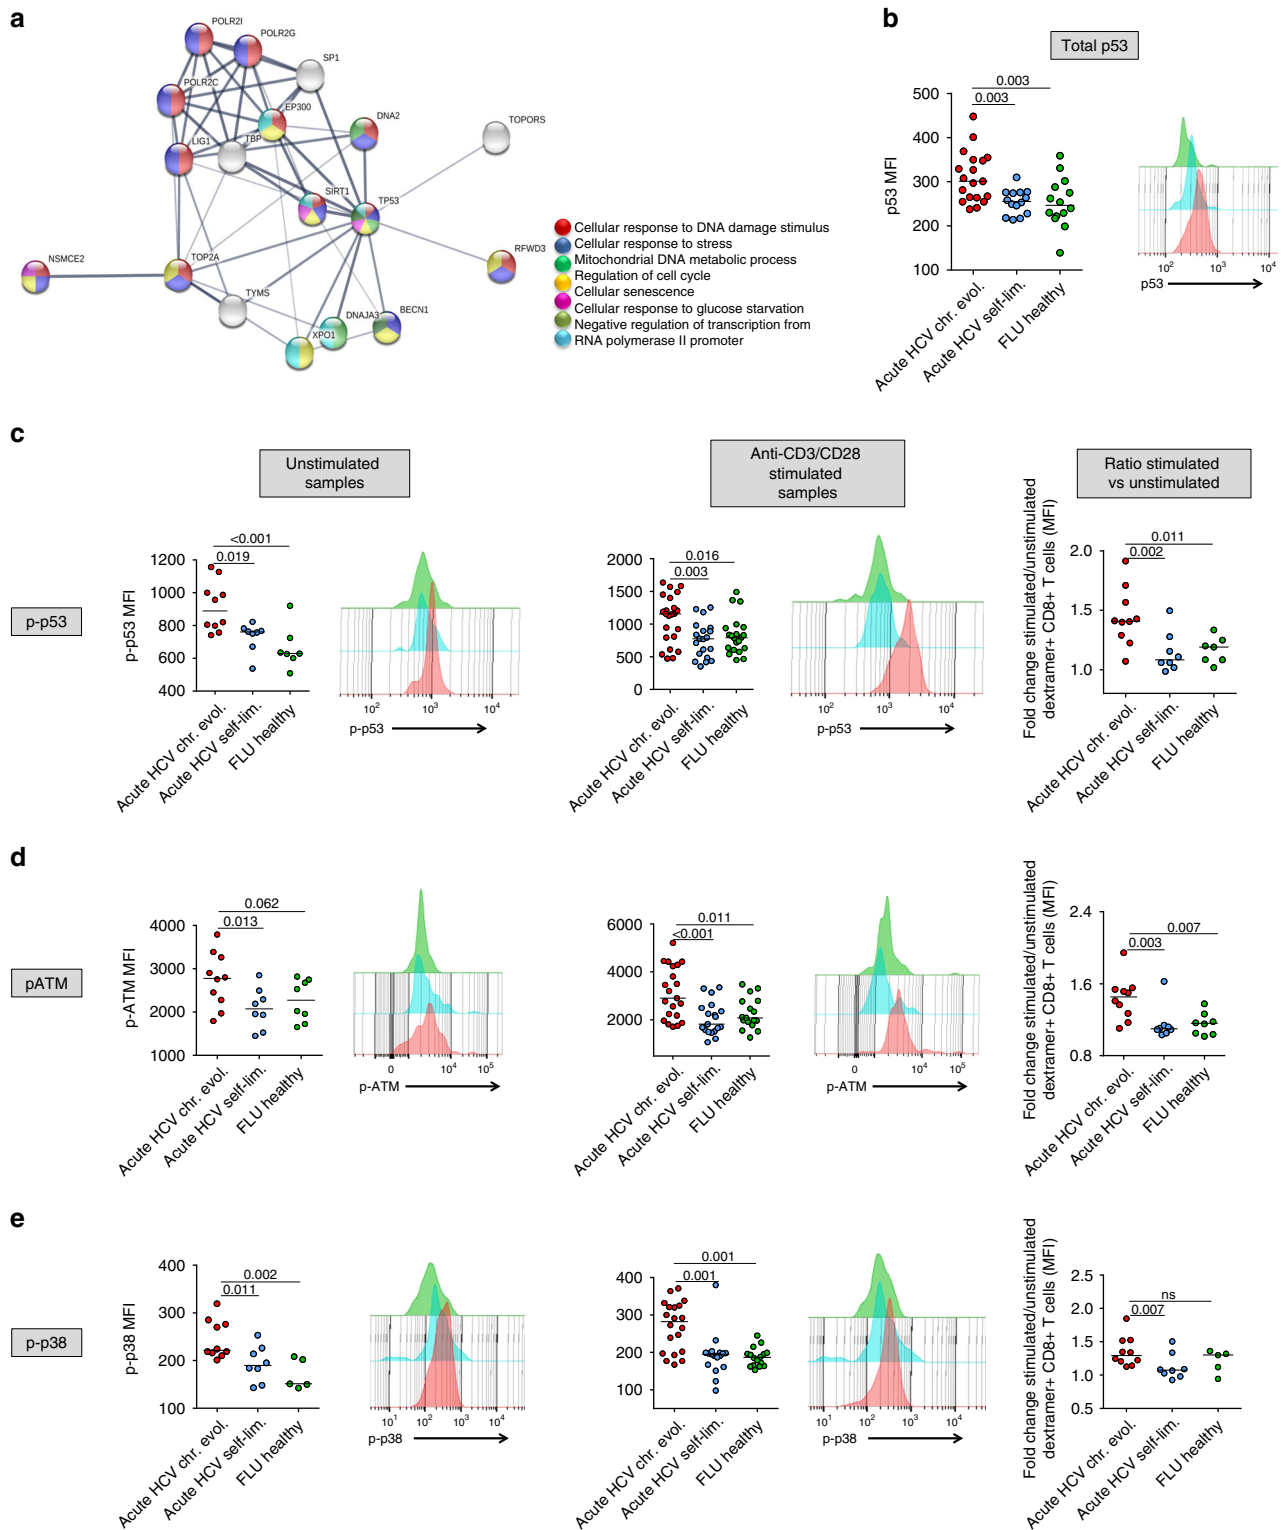 a
POLR2I
POLR2G
SP1
POLR2C
EP300
DNA2
TOPORS
LIG1
TBP
SIRT1
TP53
NSMCE2
TOP2A
RFWD3
TYMS
DNAJA3
BECN1
XPO1
Cellular response to DNA damage stimulus
Cellular response to stress
Mitochondrial DNA metabolic process
Regulation of cell cycle
Cellular senescence
Cellular response to glucose starvation
Negative regulation of transcription from
RNA polymerase II promoter
b
Total p53
0.003
0.003
500
400
300
200
100
p53 MFI
Acute HCV chr. evol.
Acute HCV self-lim.
FLU healthy
10² 10³ 10⁴
p53
c
Unstimulated
samples
Anti-CD3/CD28
stimulated
samples
Ratio stimulated
vs unstimulated
p-p53
<0.001
0.019
1200
1000
800
600
400
p-p53 MFI
Acute HCV chr. evol.
Acute HCV self-lim.
FLU healthy
10² 10³ 10⁴
p-p53
0.016
0.003
2000
1500
1000
500
0
Acute HCV chr. evol.
Acute HCV self-lim.
FLU healthy
10² 10³ 10⁴
p-p53
Fold change stimulated/unstimulated
dextramer+ CD8+ T cells (MFI)
0.011
0.002
2.0
1.5
1.0
Acute HCV chr. evol.
Acute HCV self-lim.
FLU healthy
d
pATM
0.062
0.013
4000
3000
2000
1000
p-ATM MFI
Acute HCV chr. evol.
Acute HCV self-lim.
FLU healthy
0 10⁴ 10⁵
p-ATM
0.011
<0.001
6000
4000
2000
Acute HCV chr. evol.
Acute HCV self-lim.
FLU healthy
0 10⁴ 10⁵
p-ATM
Fold change stimulated/unstimulated
dextramer+ CD8+ T cells (MFI)
0.007
0.003
2.4
1.6
0.8
Acute HCV chr. evol.
Acute HCV self-lim.
FLU healthy
e
p-p38
0.002
0.011
400
300
200
100
p-p38 MFI
Acute HCV chr. evol.
Acute HCV self-lim.
FLU healthy
10¹ 10² 10³ 10⁴
p-p38
0.001
0.001
400
300
200
100
Acute HCV chr. evol.
Acute HCV self-lim.
FLU healthy
10¹ 10² 10³ 10⁴
p-p38
Fold change stimulated/unstimulated
dextramer+ CD8+ T cells (MFI)
ns
0.007
2.5
2.0
1.5
1.0
0.5
Acute HCV chr. evol.
Acute HCV self-lim.
FLU healthy